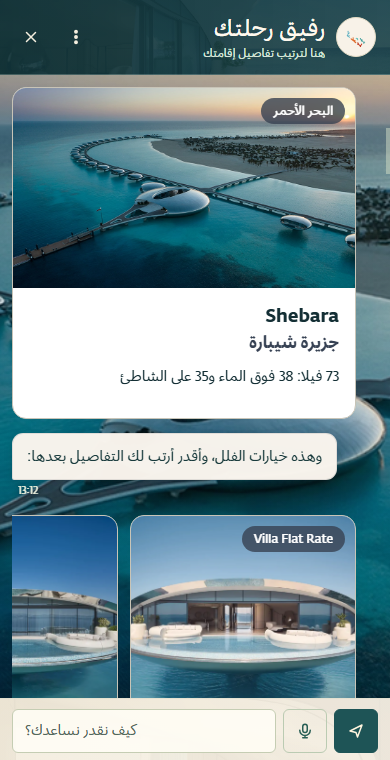 رفيق رحلتك
هنا لترتيب تفاصيل إقامتك
البحر الأحمر
Shebara
جزيرة شيبارة
73 فيلا: 38 فوق الماء و35 على الشاطئ
وهذه خيارات الفلل، وأقدر أرتب لك التفاصيل بعدها:
13:12
Villa Flat Rate
كيف نقدر نساعدك؟